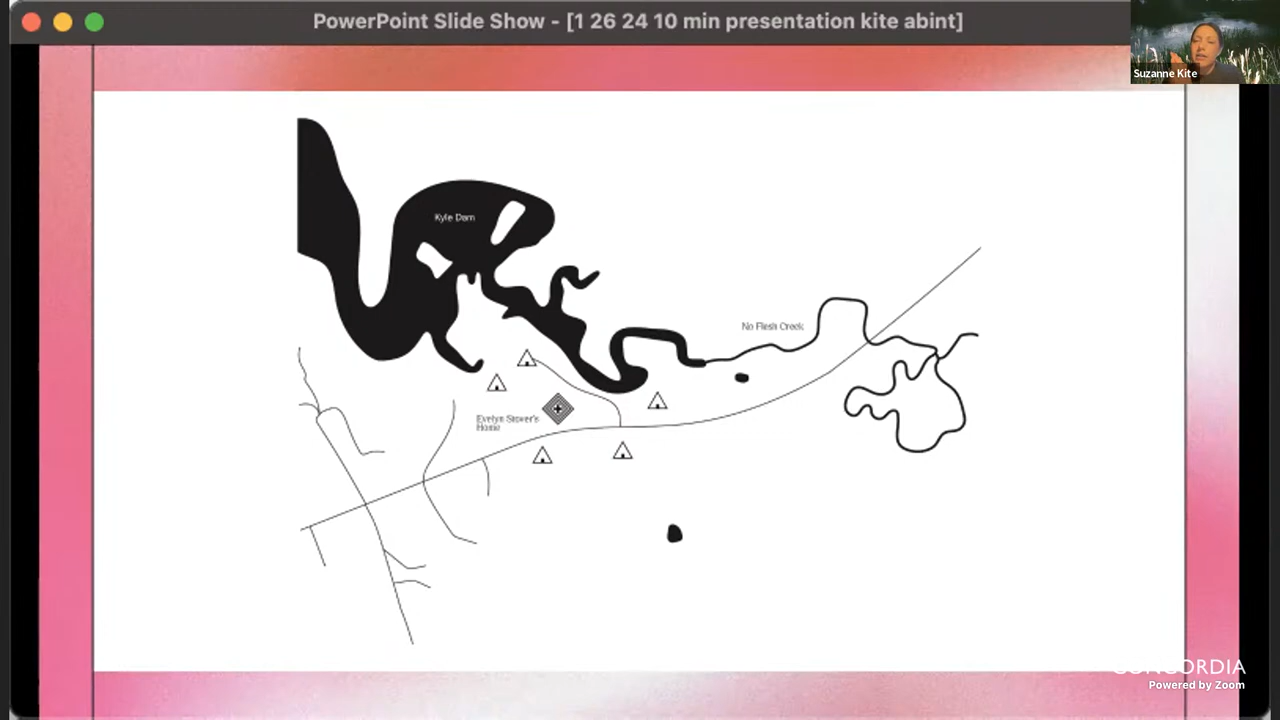 PowerPoint Slide Show - [1 26 24 10 min presentation kite abint]
Suzanne Kite
Kyle Dam
No Flesh Creek
Evelyn Stover's
Home
CONCORDIA
Powered by Zoom